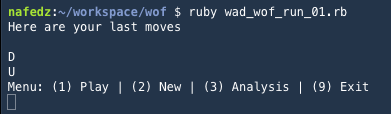 nafedz:~/workspace/wof $ ruby wad_wof_run_01.rb
Here are your last moves
D
U
Menu: (1) Play | (2) New | (3) Analysis | (9) Exit